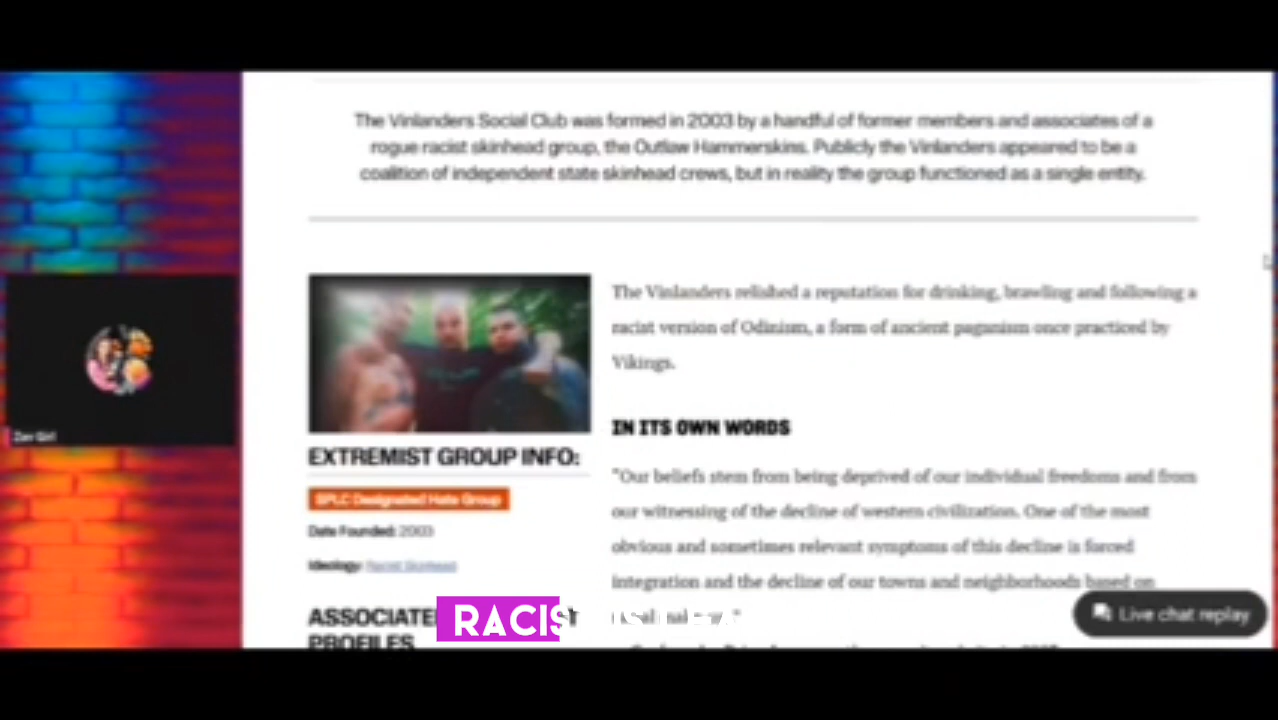 The Vinlanders Social Club was formed in 2003 by a handful of former members and associates of a
rogue racist skinhead group, the Outlaw Hammerskins. Publicly the Vinlanders appeared to be a
coalition of independent state skinhead crews, but in reality the group functioned as a single entity.
The Vinlanders relished a reputation for drinking, brawling and following a
racist version of Odinism, a form of ancient paganism once practiced by
Vikings.
IN ITS OWN WORDS
"Our beliefs stem from being deprived of our individual freedoms and from
our witnessing of the decline of western civilization. One of the most
obvious and sometimes relevant symptoms of this decline is forced
integration and the decline of our towns and neighborhoods based on
EXTREMIST GROUP INFO:
SPLC Designated Hate Group
Date Founded: 2003
Ideology: Racist Skinhead
PROFILES
RACIS
Live chat replay